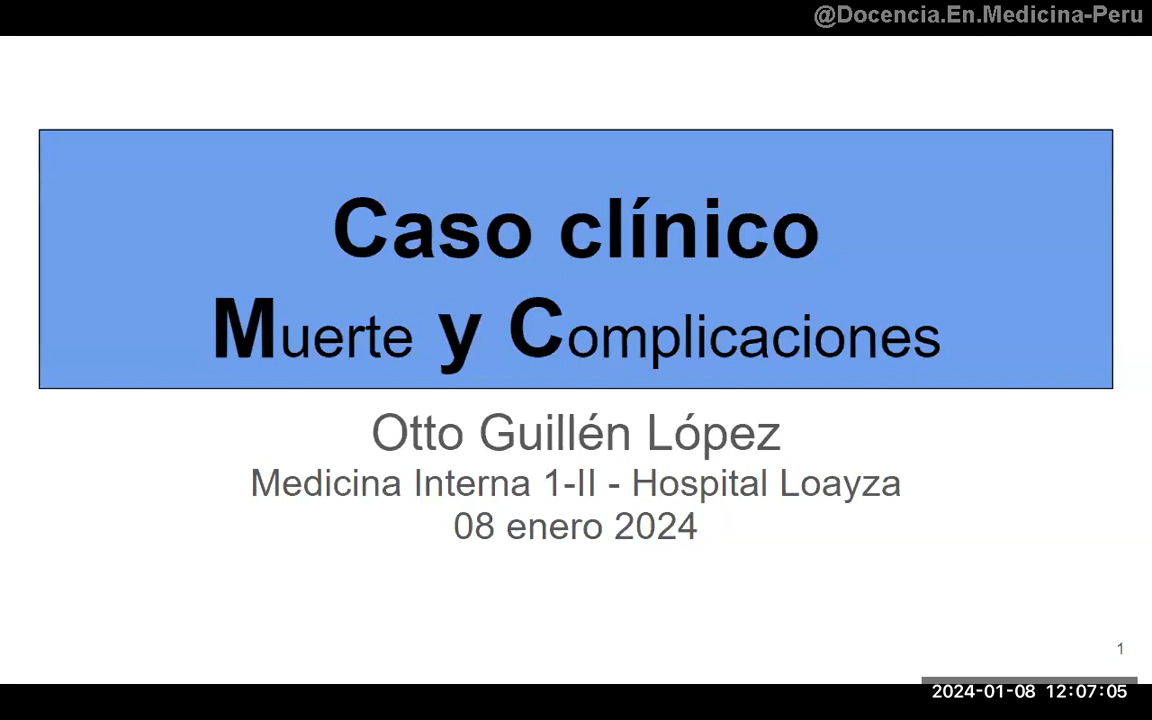 @Docencia.En.Medicina-Peru
Caso clínico
Muerte y Complicaciones
Otto Guillén López
Medicina Interna 1-II - Hospital Loayza
08 enero 2024
1
2024-01-08 12:07:05